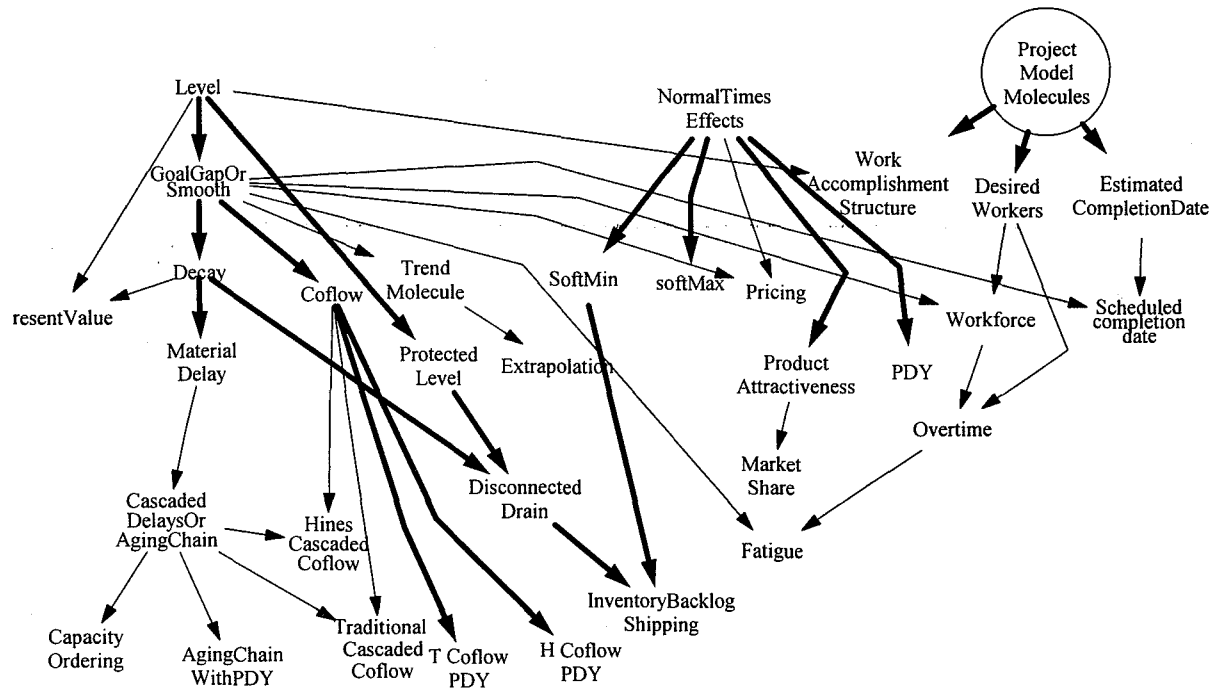 Project
Model
Molecules
Level
NormalTimes
Effects
GoalGapOr
Smooth
Work
Accomplishment
Structure
Desired
Workers
Estimated
CompletionDate
Decay
Coflow
Trend
Molecule
SoftMin
softMax
Pricing
resentValue
Workforce
Scheduled
completion
date
Material
Delay
Protected
Level
Extrapolation
Product
Attractiveness
PDY
Overtime
Market
Share
Cascaded
DelaysOr
AgingChain
Hines
Cascaded
Coflow
Disconnected
Drain
Fatigue
InventoryBacklog
Shipping
Capacity
Ordering
AgingChain
WithPDY
Traditional
Cascaded
Coflow
T Coflow
PDY
H Coflow
PDY